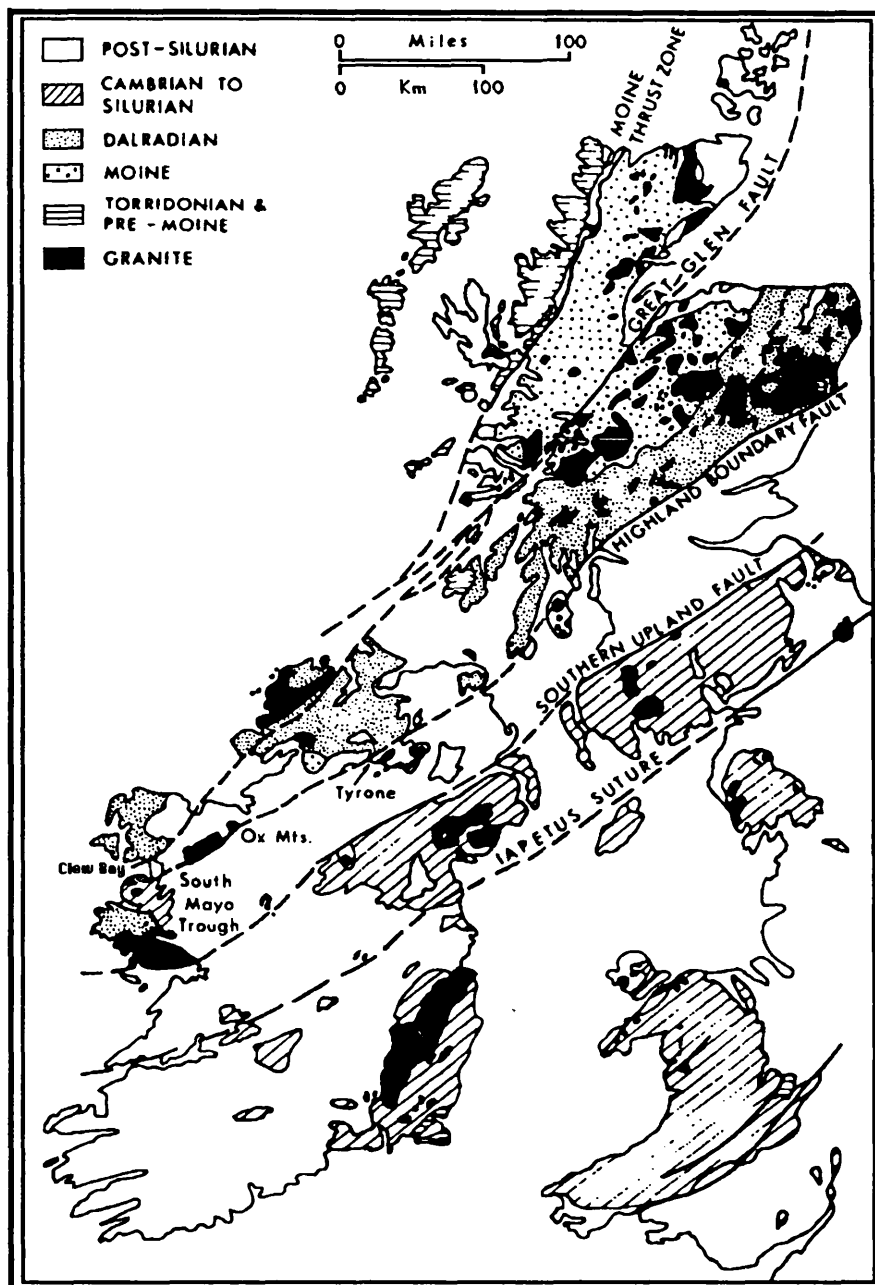 POST-SILURIAN
CAMBRIAN TO
SILURIAN
DALRADIAN
MOINE
TORRIDONIAN &
PRE-MOINE
GRANITE
0 Miles 100
0 Km 100
MOINE
THRUST ZONE
GREAT GLEN FAULT
HIGHLAND BOUNDARY FAULT
SOUTHERN UPLAND FAULT
IAPETUS SUTURE
Tyrone
Ox Mts.
Clew Bay
South
Mayo
Trough